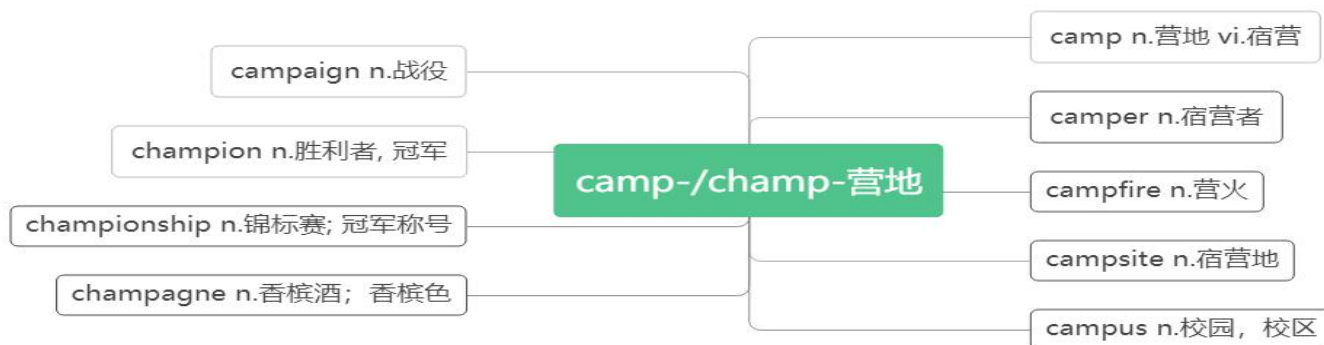 campaign n.战役
champion n.胜利者, 冠军
championship n.锦标赛; 冠军称号
champagne n.香槟酒；香槟色
camp-/champ-营地
camp n.营地 vi.宿营
camper n.宿营者
campfire n.营火
campsite n.宿营地
campus n.校园，校区